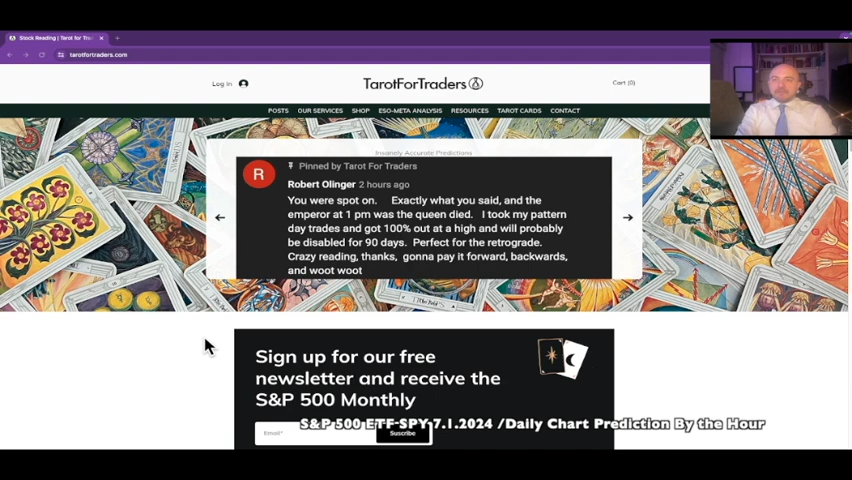 Stock Reading | Tarot for Tra
tarotfortraders.com
Log In
TarotForTraders
Cart (0)
POSTS OUR SERVICES SHOP ESO-META ANALYSIS RESOURCES TAROT CARDS CONTACT
Insanely Accurate Predictions
R
Pinned by Tarot For Traders
Robert Olinger 2 hours ago
You were spot on. Exactly what you said, and the
emperor at 1 pm was the queen died. I took my pattern
day trades and got 100% out at a high and will probably
be disabled for 90 days. Perfect for the retrograde.
Crazy reading, thanks, gonna pay it forward, backwards,
and woot woot
Sign up for our free
newsletter and receive the
S&P 500 Monthly
Email*
Suscribe
S&P 500 ETF-SPY-7.1.2024 /Daily Chart Prediction By the Hour